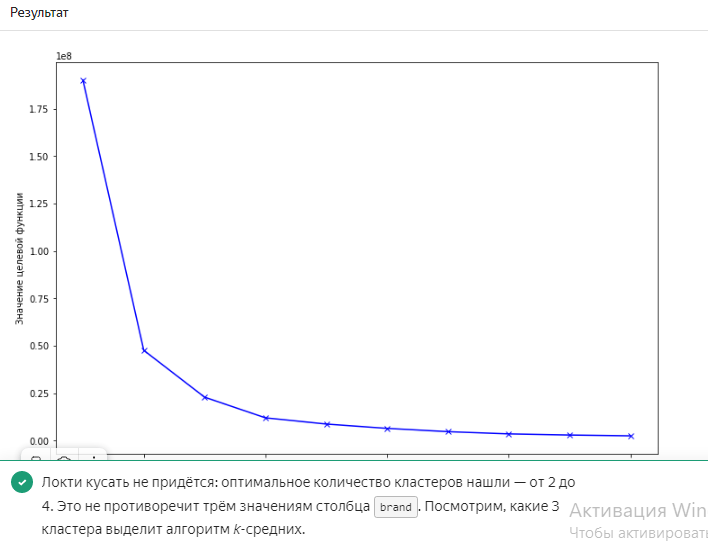 Результат
1e8
1.75
1.50
1.25
1.00
0.75
0.50
0.25
0.00
Значение целевой функции
Локти кусать не придётся: оптимальное количество кластеров нашли — от 2 до
4. Это не противоречит трём значениям столбца brand. Посмотрим, какие 3
кластера выделит алгоритм k-средних.
Активация Win
Чтобы активировать